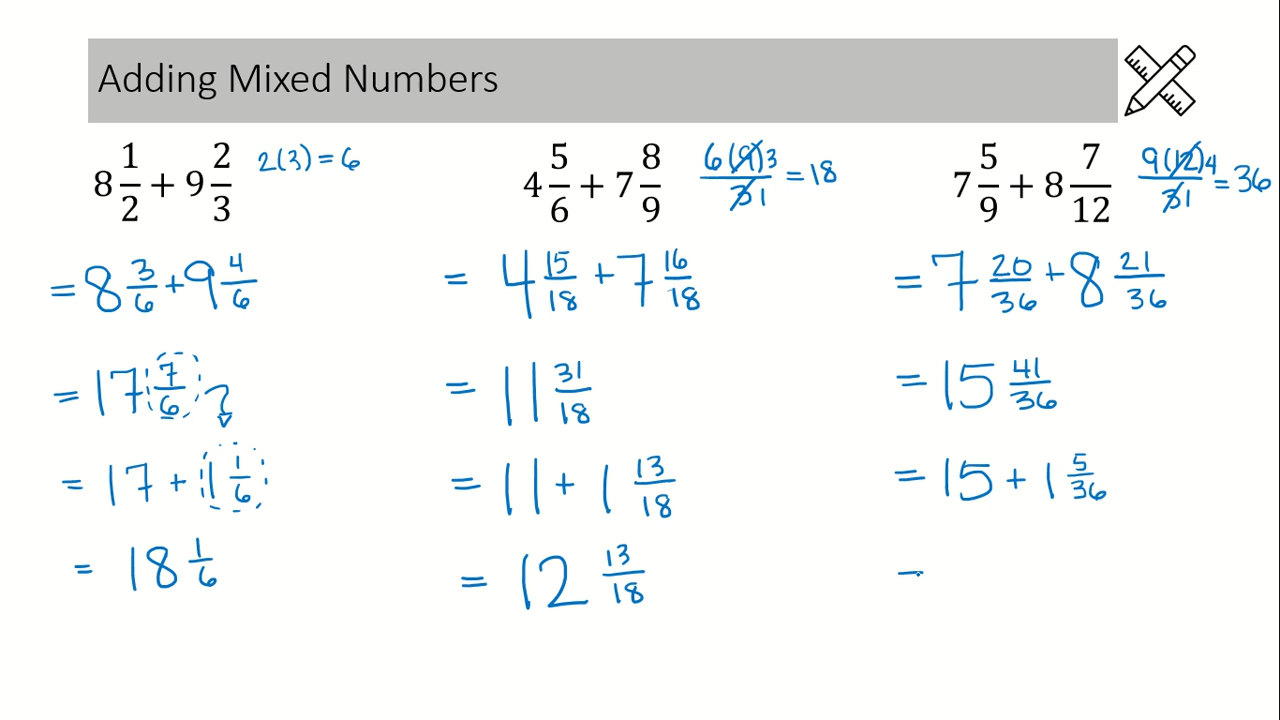 Adding Mixed Numbers
8 1/2 + 9 2/3 2(3) = 6
= 8 3/6 + 9 4/6
= 17 7/6
= 17 + 1 1/6
= 18 1/6
4 5/6 + 7 8/9 6(9)3/31 = 18
= 4 15/18 + 7 16/18
= 11 31/18
= 11 + 1 13/18
= 12 13/18
7 5/9 + 8 7/12 9(12)4/31 = 36
= 7 20/36 + 8 21/36
= 15 41/36
= 15 + 1 5/36
–